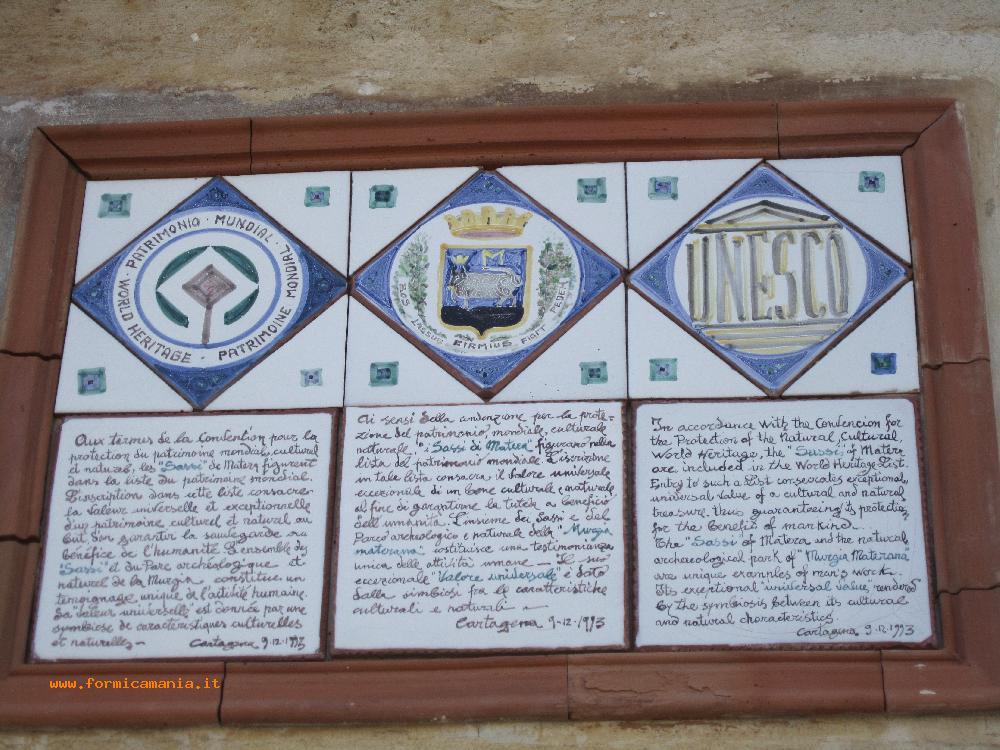 PATRIMONIO · MUNDIAL · WORLD HERITAGE · PATRIMOINE MONDIAL
BOS LASSUS FIRMIUS FIGIT PEDEM
M
UNESCO
Aux termes de la Convention pour la
protection du patrimoine mondial, culturel
et naturel, les "Sassi" de Matera figurent
dans la liste du patrimoine mondial.
L'inscription dans cette liste consacre
la valeur universelle et exceptionnelle
d'un patrimoine culturel et naturel au
but d'en garantir la sauvegarde au
bénéfice de l'humanité. L'ensemble des
"Sassi" et du Parc archéologique et
naturel de la Murgia constitue un
temoignage unique de l'activité humaine.
Sa "valeur universelle" est donnée par une
symbiose de caracteristiques culturelles
et naturelles
Cartagena 9.12.1993
Ai sensi della convenzione per la prote-
zione del patrimonio, mondiale, culturale
naturale, i "Sassi di Matera" figurano nella
lista del patrimonio mondiale. L'iscrizione
in tale lista consacra il valore universale
eccezionale di un bene culturale e naturale
al fine di garantirne la tutela a beneficio
dell'umanità. L'insieme dei Sassi e del
Parco archeologico e naturale della "Murgia
materana" costituisce una testimonianza
unica delle attività umane. Il suo
eccezionale "Valore universale" è dato
dalla simbiosi fra le caratteristiche
culturali e naturali
Cartagena 9-12-1993
In accordance with the Convencion for
the Protection of the Natural, Cultural,
World Heritage, the "Sassi" of Matera
are included in the World Heritage List.
Entry to such a List consecrates exceptional,
universal value of a cultural and natural
treasure, thus guaranteeing its protection
for the benefit of mankind.
The "Sassi" of Matera and the natural
archaeological park of "Murgia Materana"
are unique examples of man's work.
Its exceptional "universal value" rendered
by the symbiosis between its cultural
and natural characteristics.
Cartagena 9.12.1993
www.formicamania.it